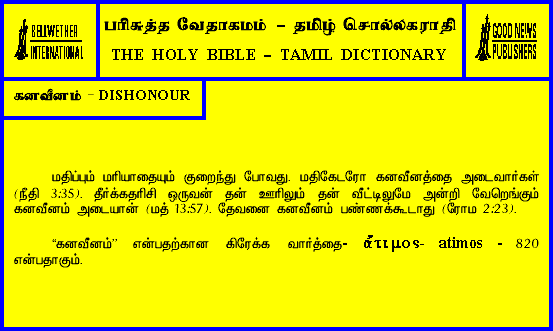 BELLWETHER
INTERNATIONAL
பரிசுத்த வேதாகமம் – தமிழ் சொல்லகராதி
THE HOLY BIBLE – TAMIL DICTIONARY
GOOD NEWS
PUBLISHERS
கனவீனம் - DISHONOUR
மதிப்பும் மரியாதையும் குறைந்து போவது. மதிகேடரோ கனவீனத்தை அடைவார்கள்
(நீதி 3:35). தீர்க்கதரிசி ஒருவன் தன் ஊரிலும் தன் வீட்டிலுமே அன்றி வேறெங்கும்
கனவீனம் அடையான் (மத் 13:57). தேவனை கனவீனம் பண்ணக்கூடாது (ரோம 2:23).
“கனவீனம்” என்பதற்கான கிரேக்க வார்த்தை- ἄτιμος- atimos - 820
என்பதாகும்.